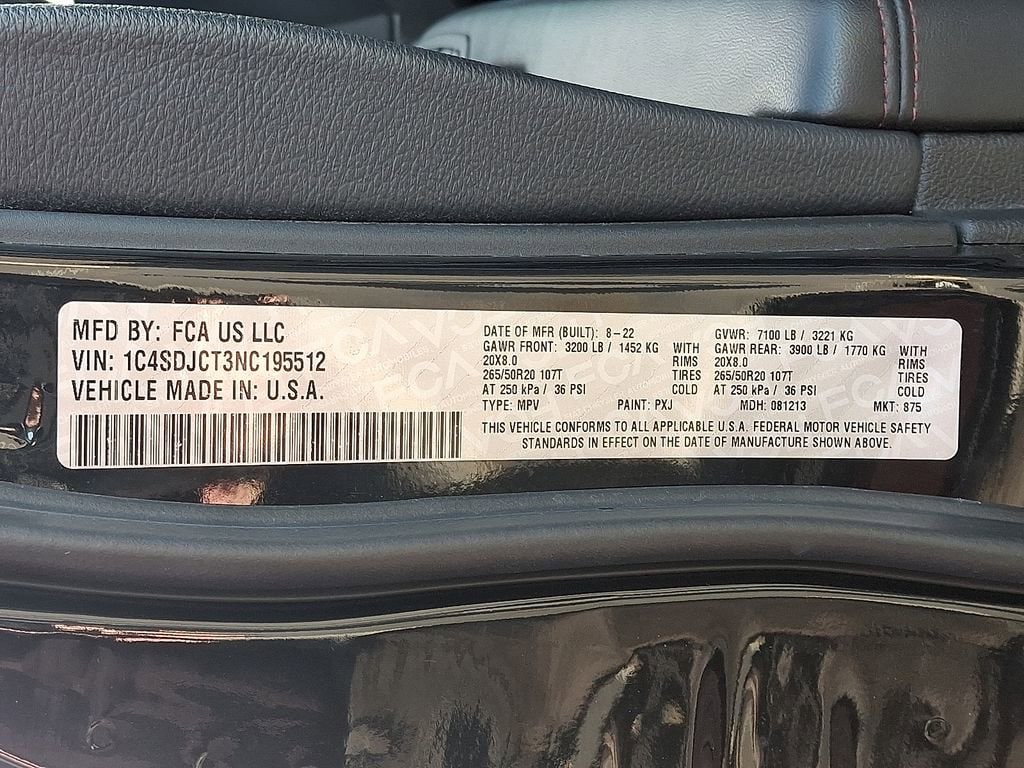 MFD BY: FCA US LLC
VIN: 1C4SDJCT3NC195512
VEHICLE MADE IN: U.S.A.
DATE OF MFR (BUILT): 8-22
GAWR FRONT: 3200 LB / 1452 KG WITH
20X8.0 RIMS
265/50R20 107T TIRES
AT 250 kPa / 36 PSI COLD
TYPE: MPV PAINT: PXJ
GVWR: 7100 LB / 3221 KG
GAWR REAR: 3900 LB / 1770 KG WITH
20X8.0 RIMS
265/50R20 107T TIRES
AT 250 kPa / 36 PSI COLD
MDH: 081213 MKT: 875
THIS VEHICLE CONFORMS TO ALL APPLICABLE U.S.A. FEDERAL MOTOR VEHICLE SAFETY
STANDARDS IN EFFECT ON THE DATE OF MANUFACTURE SHOWN ABOVE.